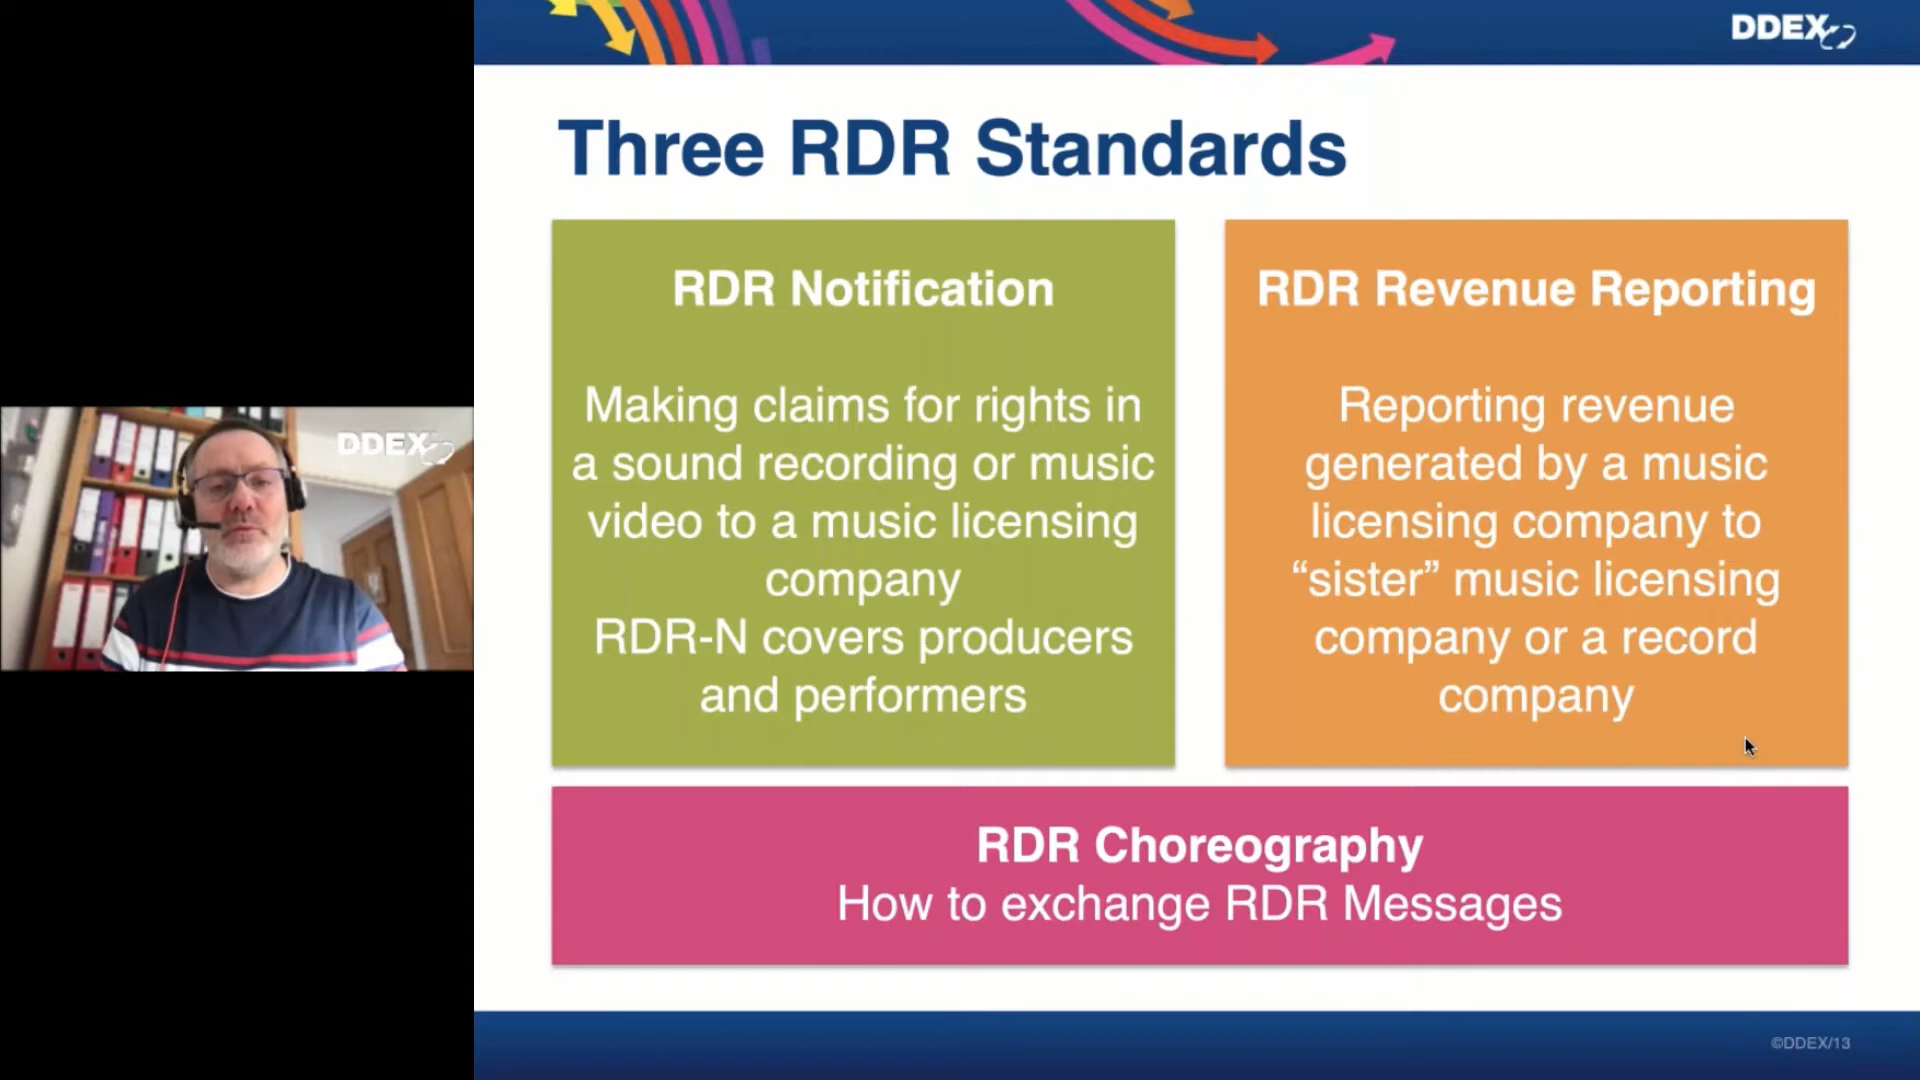 DDEX
Three RDR Standards
RDR Notification
Making claims for rights in
a sound recording or music
video to a music licensing
company
RDR-N covers producers
and performers
RDR Revenue Reporting
Reporting revenue
generated by a music
licensing company to
“sister” music licensing
company or a record
company
RDR Choreography
How to exchange RDR Messages
©DDEX/13
DDEX